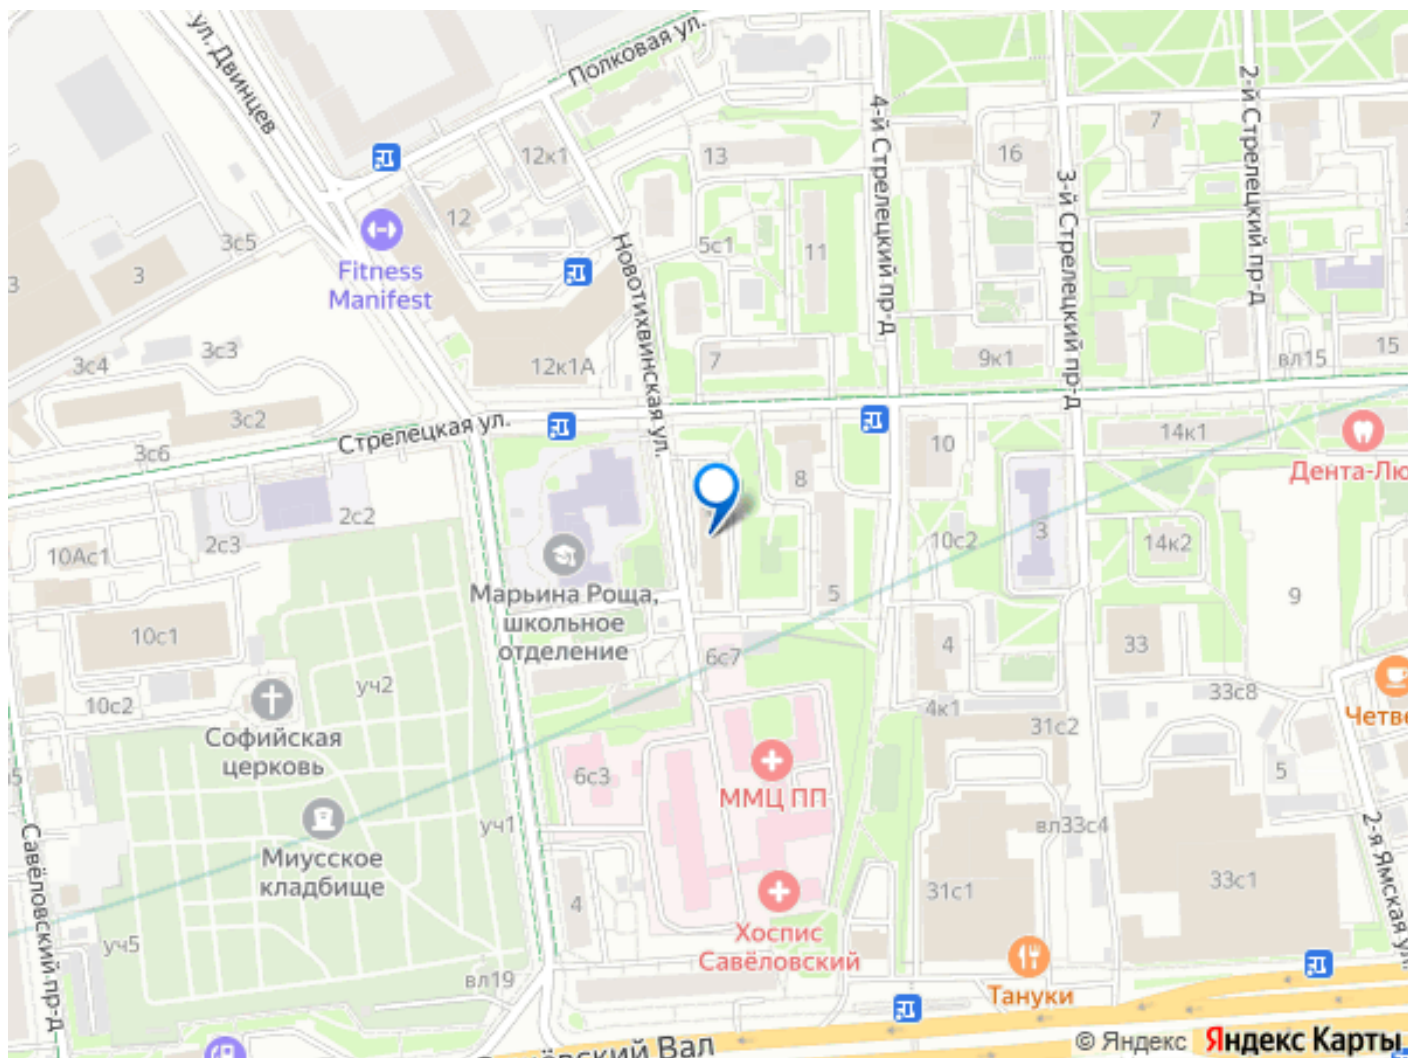 Полковая ул.
ул. Двинцев
12к1
13
16
7
2-й Стрелецкий пр-д
4-й Стрелецкий пр-д
3-й Стрелецкий пр-д
12
3с5
5с1
11
Новотихвинская ул.
3
3
Fitness
Manifest
3с3
3с4
12к1А
7
9к1
вл15
15
3с2
Стрелецкая ул.
3с6
10
14к1
8
Дента-Лю
2с2
2с3
10Ас1
10с2
3
14к2
Марьина Роща,
школьное
отделение
5
9
10с1
6с7
4
33
уч2
10с2
33с8
4к1
31с2
Софийская
церковь
Четве
6с3
ММЦ ПП
5
уч1
вл33с4
Савёловский пр-д
2-я Ямская ул.
Миусское
кладбище
31с1
33с1
4
уч5
Хоспис
Савёловский
вл19
Тануки
© Яндекс
Яндекс Карты